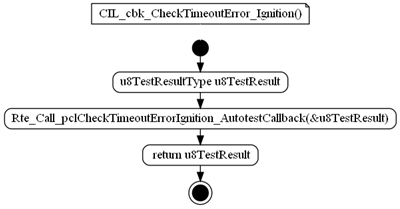 CIL_cbk_CheckTimeoutError_Ignition()
u8TestResultType u8TestResult
Rte_Call_pclCheckTimeoutErrorIgnition_AutotestCallback(&u8TestResult)
return u8TestResult